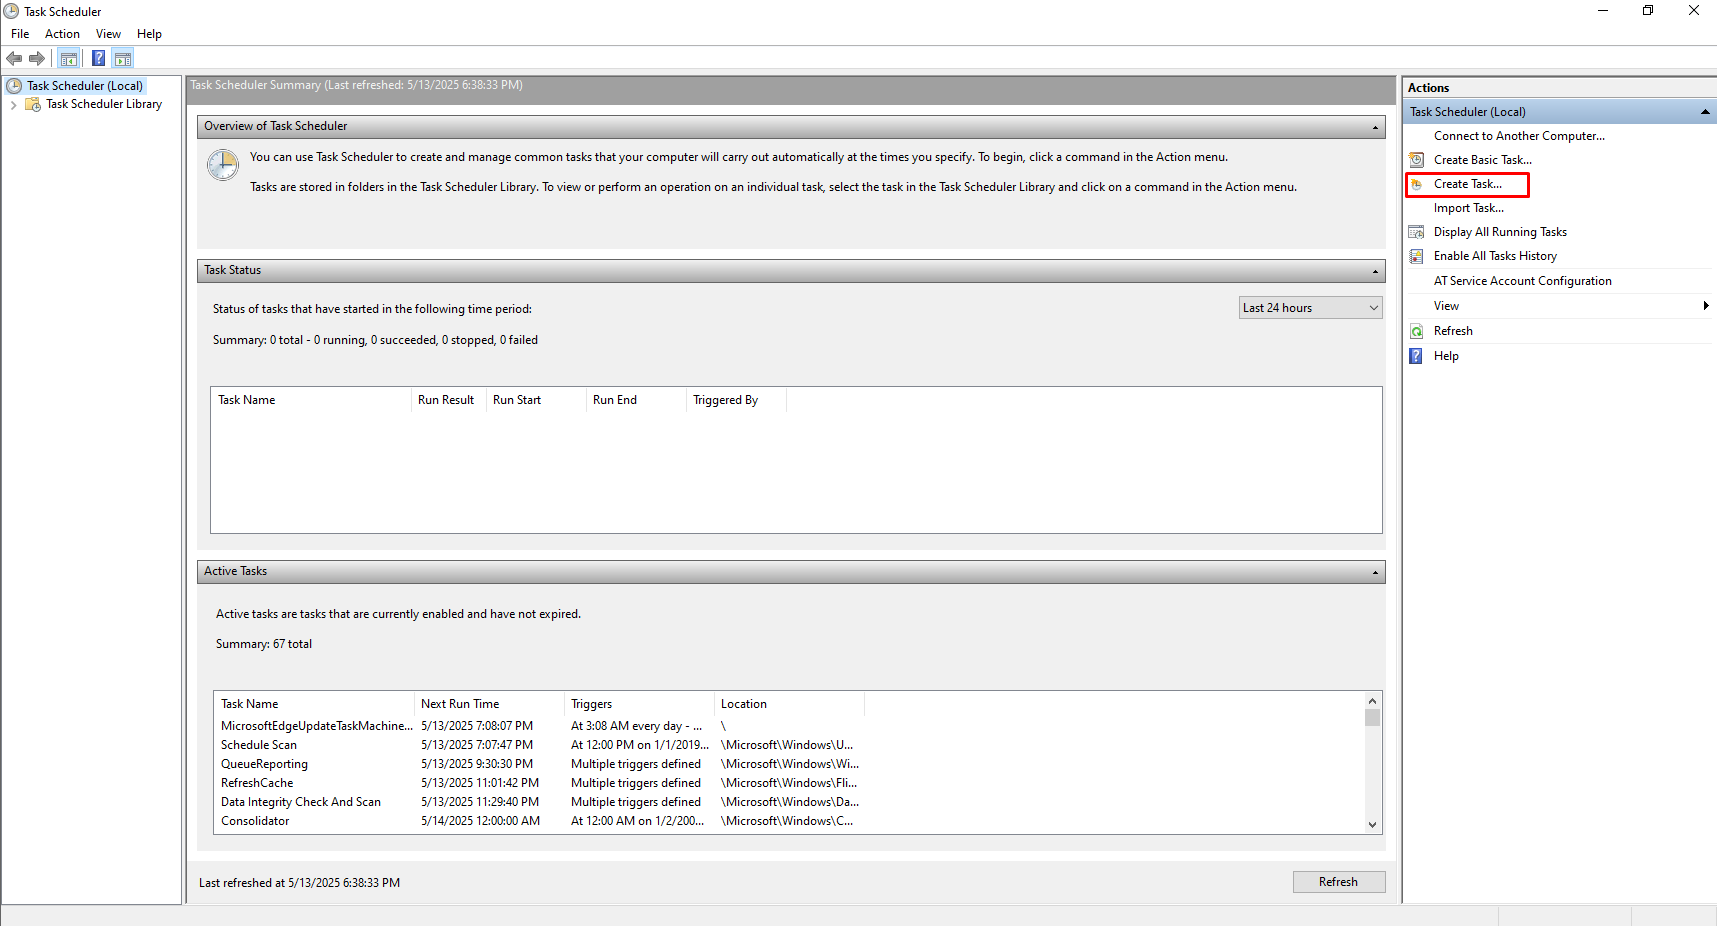 Task Scheduler
File Action View Help
Task Scheduler (Local)
Task Scheduler Library
Task Scheduler Summary (Last refreshed: 5/13/2025 6:38:33 PM)
Overview of Task Scheduler
You can use Task Scheduler to create and manage common tasks that your computer will carry out automatically at the times you specify. To begin, click a command in the Action menu.
Tasks are stored in folders in the Task Scheduler Library. To view or perform an operation on an individual task, select the task in the Task Scheduler Library and click on a command in the Action menu.
Task Status
Status of tasks that have started in the following time period:
Last 24 hours
Summary: 0 total - 0 running, 0 succeeded, 0 stopped, 0 failed
Task Name Run Result Run Start Run End Triggered By
Active Tasks
Active tasks are tasks that are currently enabled and have not expired.
Summary: 67 total
Task Name Next Run Time Triggers Location
MicrosoftEdgeUpdateTaskMachine... 5/13/2025 7:08:07 PM At 3:08 AM every day - ... \
Schedule Scan 5/13/2025 7:07:47 PM At 12:00 PM on 1/1/2019... \Microsoft\Windows\U...
QueueReporting 5/13/2025 9:30:30 PM Multiple triggers defined \Microsoft\Windows\Wi...
RefreshCache 5/13/2025 11:01:42 PM Multiple triggers defined \Microsoft\Windows\Fli...
Data Integrity Check And Scan 5/13/2025 11:29:40 PM Multiple triggers defined \Microsoft\Windows\Da...
Consolidator 5/14/2025 12:00:00 AM At 12:00 AM on 1/2/200... \Microsoft\Windows\C...
Last refreshed at 5/13/2025 6:38:33 PM
Refresh
Actions
Task Scheduler (Local)
Connect to Another Computer...
Create Basic Task...
Create Task...
Import Task...
Display All Running Tasks
Enable All Tasks History
AT Service Account Configuration
View
Refresh
Help